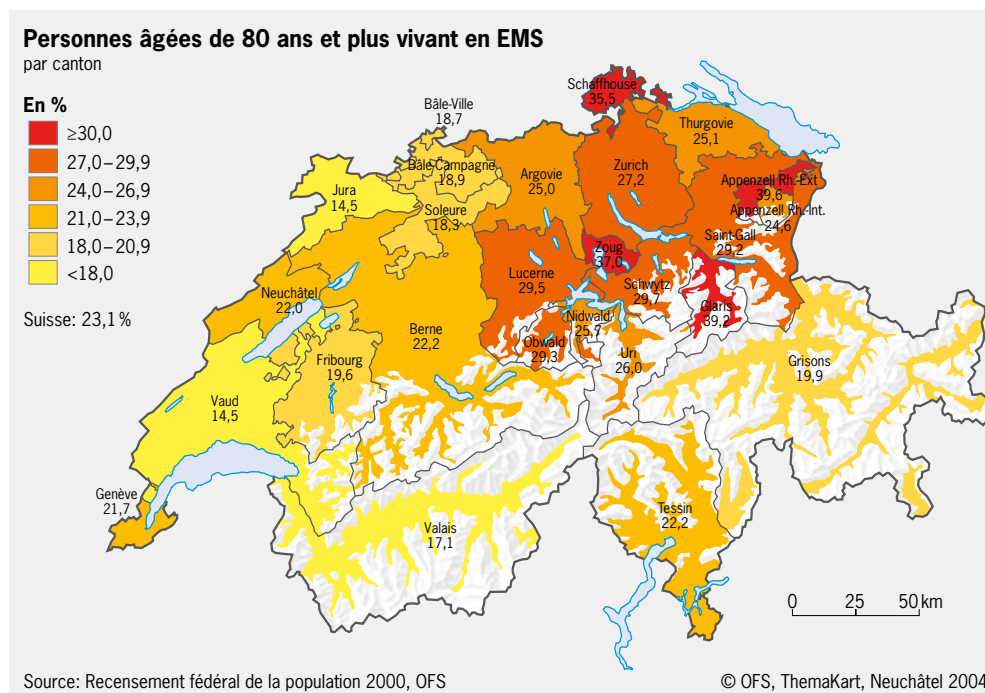 Personnes âgées de 80 ans et plus vivant en EMS
par canton
En %
≥30,0
27,0–29,9
24,0–26,9
21,0–23,9
18,0–20,9
<18,0
Suisse: 23,1 %
Schaffhouse
35,5
Bâle-Ville
18,7
Thurgovie
25,1
Bâle-Campagne
18,9
Argovie
25,0
Zurich
27,2
Jura
14,5
Appenzell Rh.-Ext
39,6
Soleure
18,3
Appenzell Rh.-Int.
24,6
Saint-Gall
29,2
Zoug
37,0
Lucerne
29,5
Schwytz
29,7
Neuchâtel
22,0
Glaris
39,2
Nidwald
25,7
Berne
22,2
Obwald
29,3
Uri
26,0
Fribourg
19,6
Grisons
19,9
Vaud
14,5
Genève
21,7
Valais
17,1
Tessin
22,2
0 25 50 km
Source: Recensement fédéral de la population 2000, OFS
© OFS, ThemaKart, Neuchâtel 2004